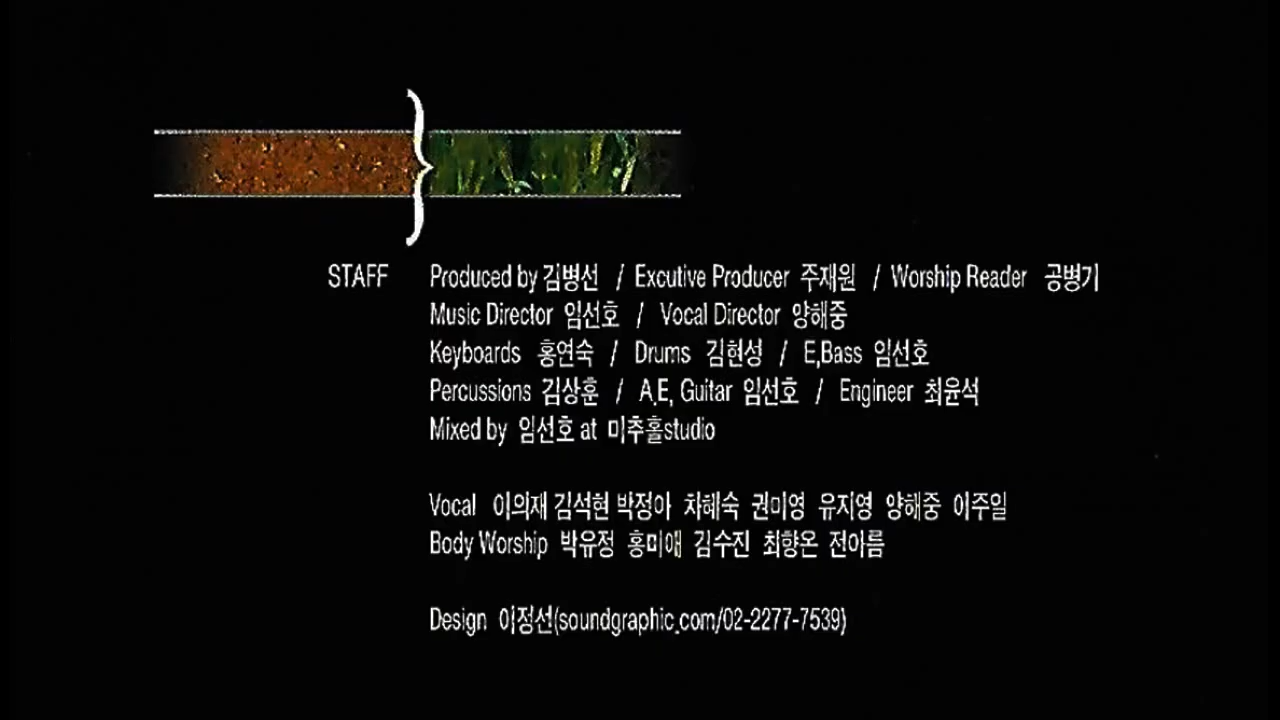 STAFF Produced by 김병선 / Excutive Producer 주재원 / Worship Reader 공병기
Music Director 임선호 / Vocal Director 양해중
Keyboards 홍연숙 / Drums 김현성 / E,Bass 임선호
Percussions 김상훈 / A,E, Guitar 임선호 / Engineer 최윤석
Mixed by 임선호 at 미추홀studio
Vocal 이의재 김석현 박정아 차혜숙 권미영 유지영 양해중 이주일
Body Worship 박유정 홍미애 김수진 최향온 전아름
Design 이정선(soundgraphic.com/02-2277-7539)